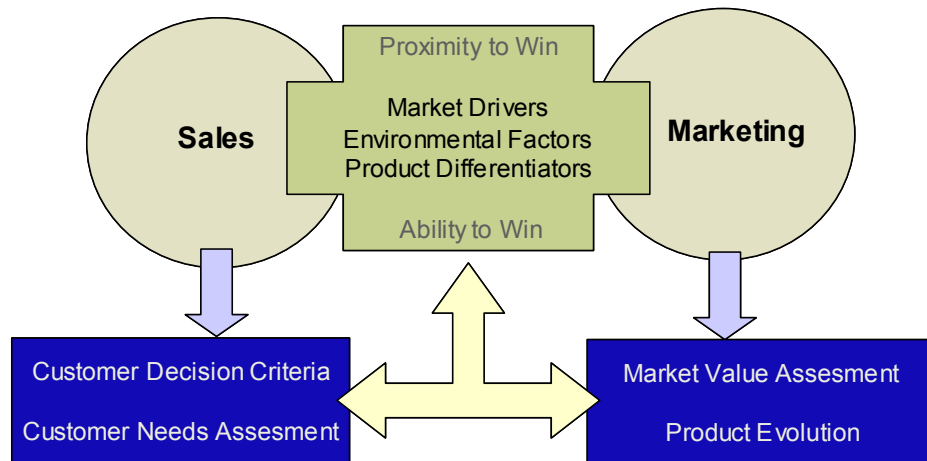 Proximity to Win
Sales
Market Drivers
Environmental Factors
Product Differentiators
Marketing
Ability to Win
Customer Decision Criteria
Customer Needs Assesment
Market Value Assesment
Product Evolution